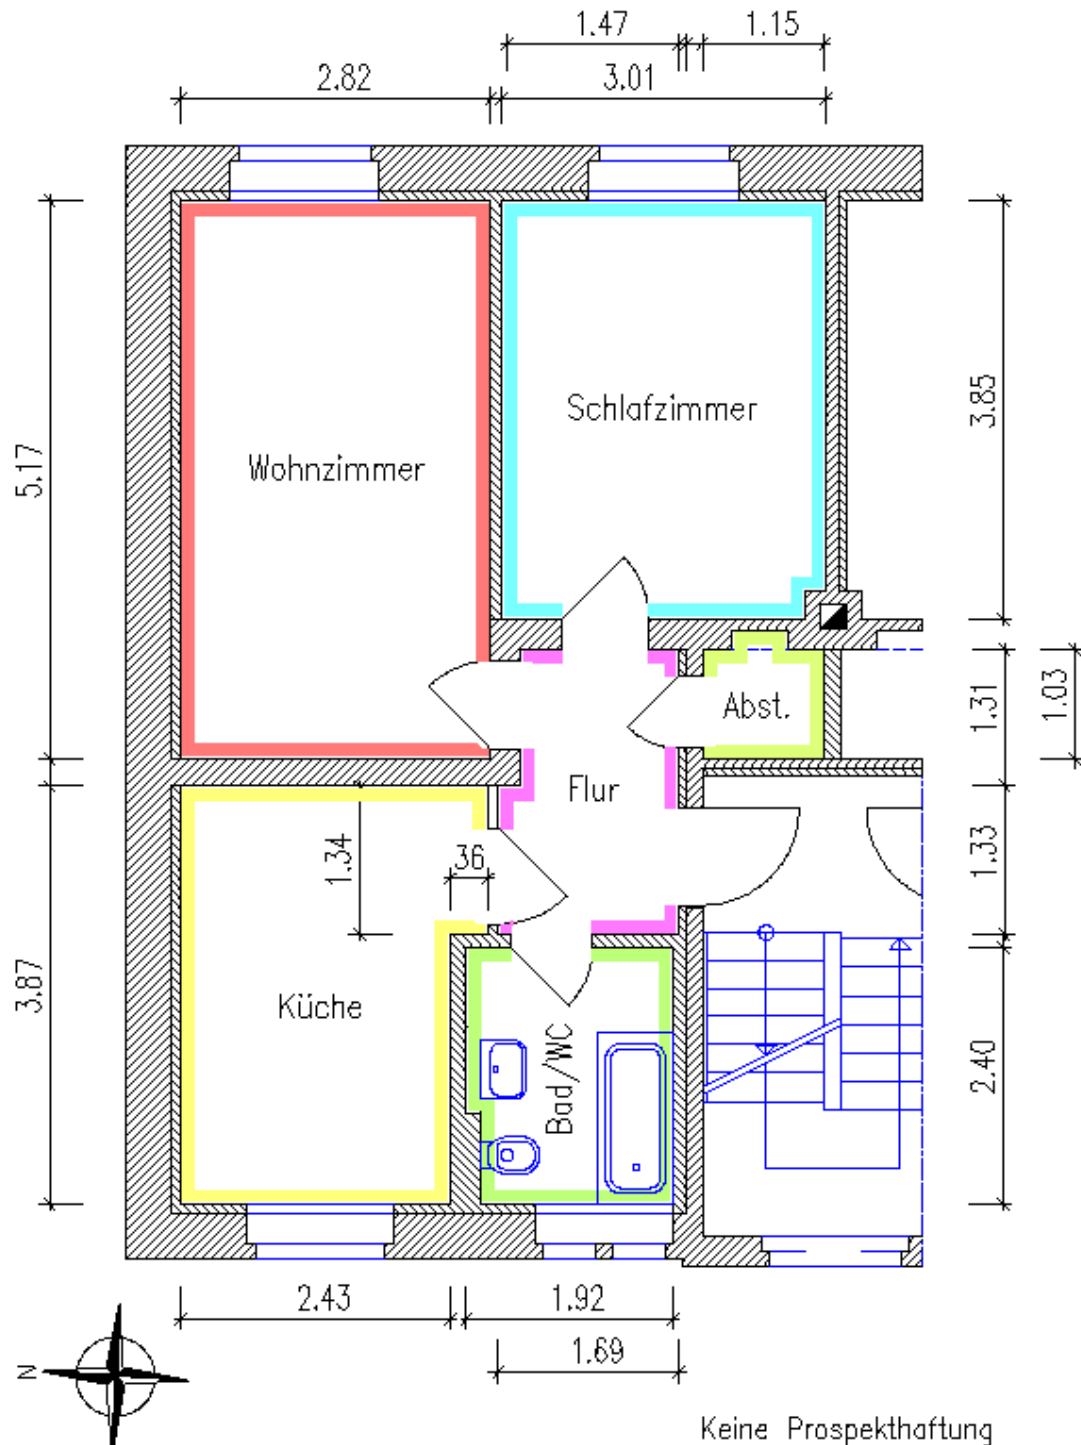 1.47
1.15
2.82
3.01
5.17
3.85
Schlafzimmer
Wohnzimmer
Abst.
1.31
1.03
Flur
1.34
36
1.33
3.87
Küche
Bad/WC
2.40
2.43
1.92
1.69
N
Keine Prospekthaftung